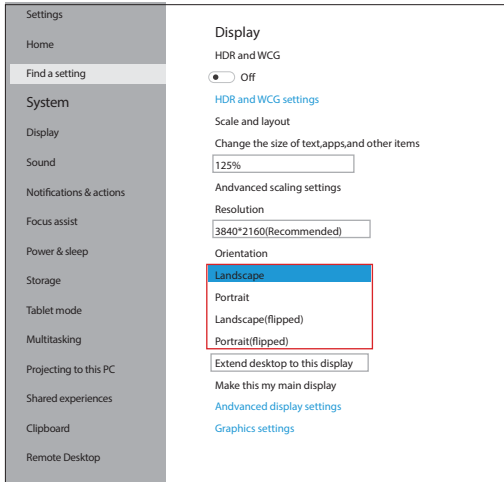 Settings
Home
Find a setting
System
Display
Sound
Notifications & actions
Focus assist
Power & sleep
Storage
Tablet mode
Multitasking
Projecting to this PC
Shared experiences
Clipboard
Remote Desktop
Display
HDR and WCG
Off
HDR and WCG settings
Scale and layout
Change the size of text,apps,and other items
125%
Andvanced scaling settings
Resolution
3840*2160(Recommended)
Orientation
Landscape
Portrait
Landscape(flipped)
Portrait(flipped)
Extend desktop to this display
Make this my main display
Andvanced display settings
Graphics settings